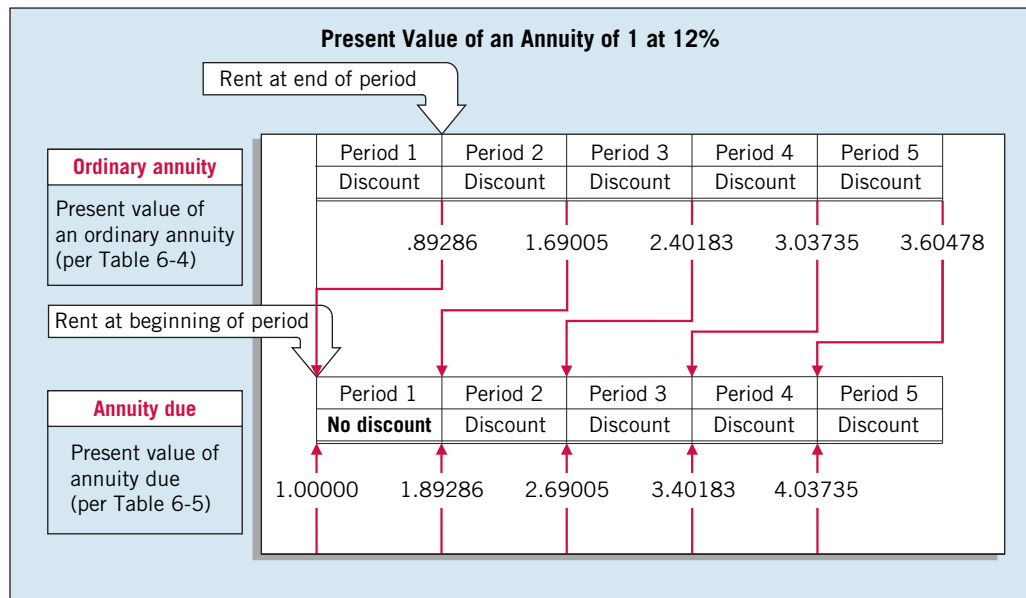 Present Value of an Annuity of 1 at 12%
Rent at end of period
Ordinary annuity
Present value of
an ordinary annuity
(per Table 6-4)
Period 1 Period 2 Period 3 Period 4 Period 5
Discount Discount Discount Discount Discount
.89286 1.69005 2.40183 3.03735 3.60478
Rent at beginning of period
Annuity due
Present value of
annuity due
(per Table 6-5)
Period 1 Period 2 Period 3 Period 4 Period 5
No discount Discount Discount Discount Discount
1.00000 1.89286 2.69005 3.40183 4.03735